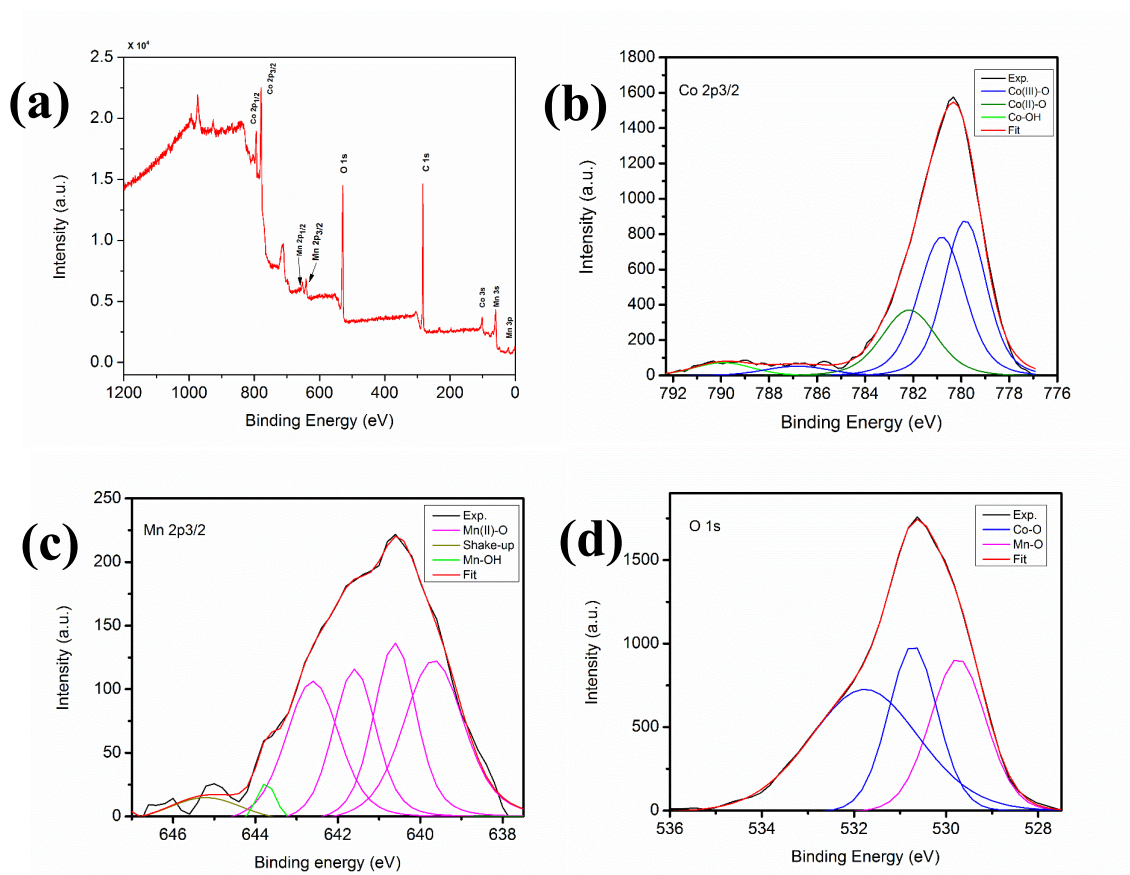 (a)
X 10⁴
2.5
2.0
1.5
1.0
0.5
0.0
Intensity (a.u.)
Co 2p1/2
Co 2p3/2
Mn 2p1/2
Mn 2p3/2
O 1s
C 1s
Co 3s
Mn 3s
Mn 3p
1200 1000 800 600 400 200 0
Binding Energy (eV)
(b)
1800
1600
1400
1200
1000
800
600
400
200
0
Intensity (a.u.)
Co 2p3/2
Exp.
Co(III)-O
Co(II)-O
Co-OH
Fit
792 790 788 786 784 782 780 778 776
Binding Energy (eV)
(c)
250
200
150
100
50
0
Intensity (a.u.)
Mn 2p3/2
Exp.
Mn(II)-O
Shake-up
Mn-OH
Fit
646 644 642 640 638
Binding energy (eV)
(d)
1500
1000
500
0
Intensity (a.u.)
O 1s
Exp.
Co-O
Mn-O
Fit
536 534 532 530 528
Binding Energy (eV)